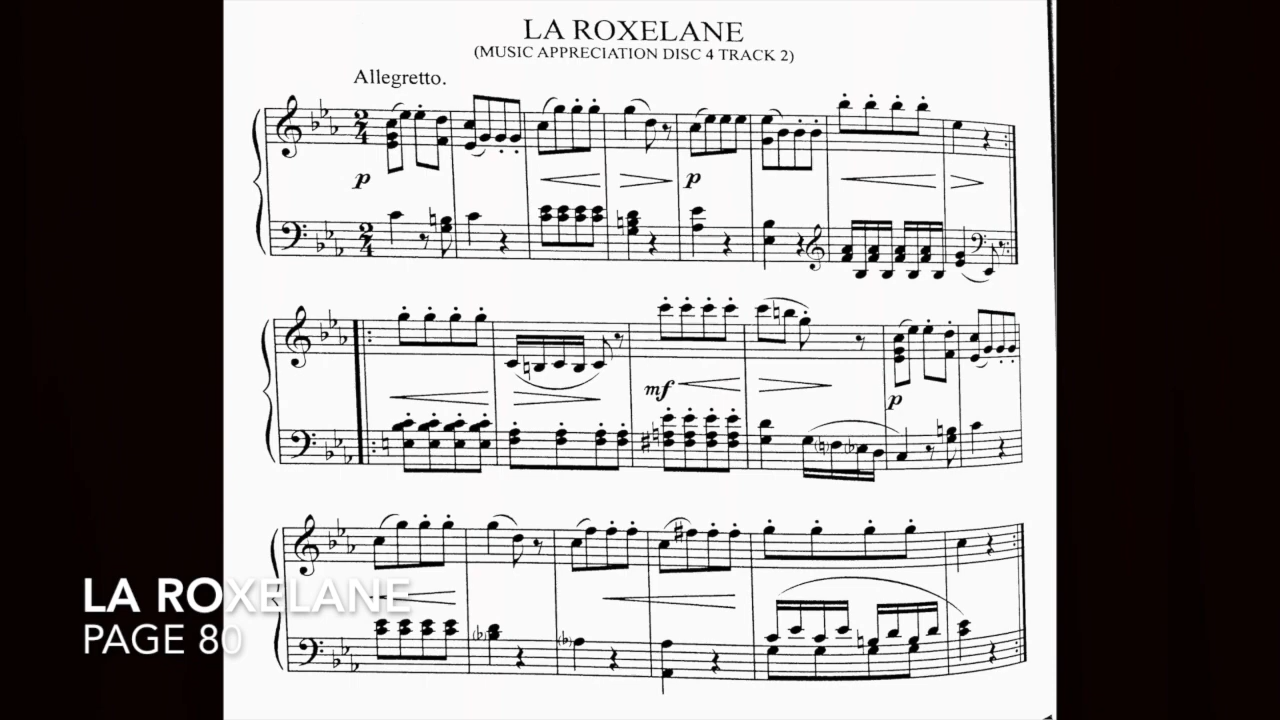 LA ROXELANE
(MUSIC APPRECIATION DISC 4 TRACK 2)
Allegretto.
p
p
mf
p
LA ROXELANE
PAGE 80